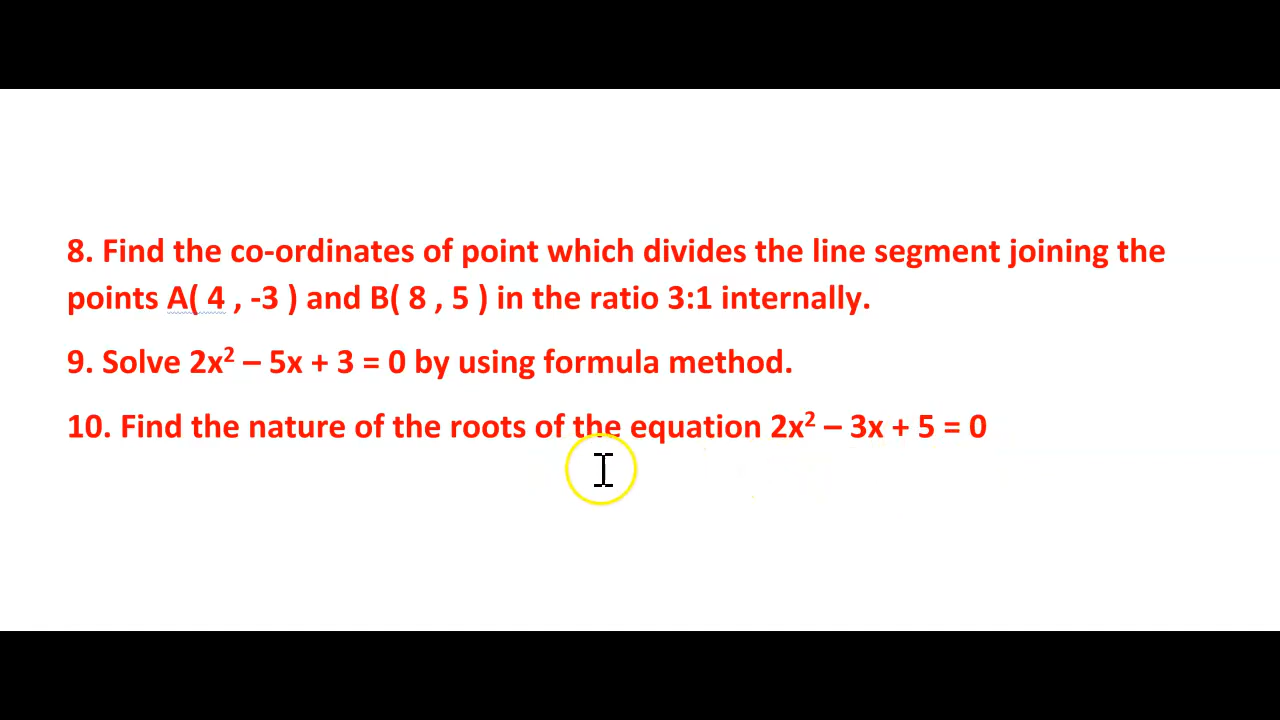 8. Find the co-ordinates of point which divides the line segment joining the
points A( 4 , -3 ) and B( 8 , 5 ) in the ratio 3:1 internally.
9. Solve 2x² – 5x + 3 = 0 by using formula method.
10. Find the nature of the roots of the equation 2x² – 3x + 5 = 0